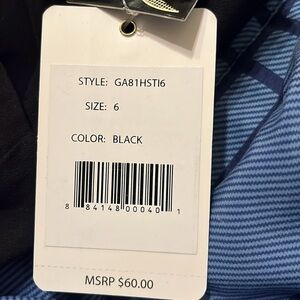 STYLE: GA81HSTI6
SIZE: 6
COLOR: BLACK
8 84148 00040 1
MSRP $60.00